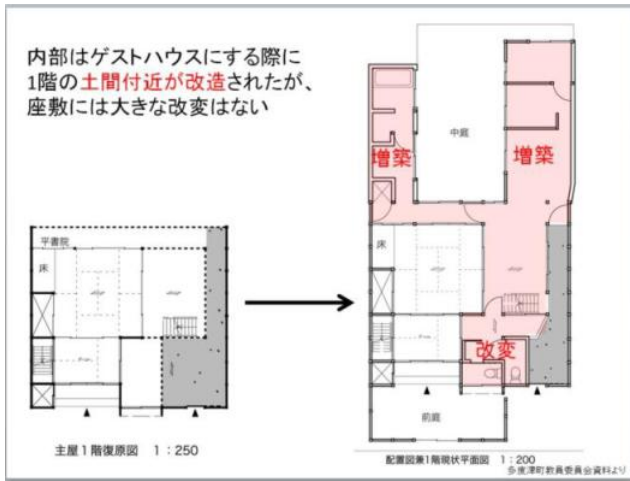 内部はゲストハウスにする際に
1階の土間付近が改造されたが、
座敷には大きな改変はない
平書院
床
主屋1階復原図 1:250
中庭
増築
増築
床
改変
前庭
配置図兼1階現状平面図 1:200
多度津町教員委員会資料より